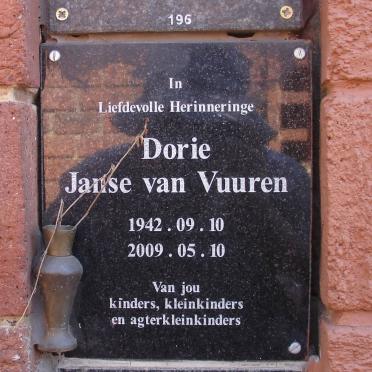 196
In
Liefdevolle Herinneringe
Dorie
Janse van Vuuren
1942 . 09 . 10
2009 . 05 . 10
Van jou
kinders, kleinkinders
en agterkleinkinders